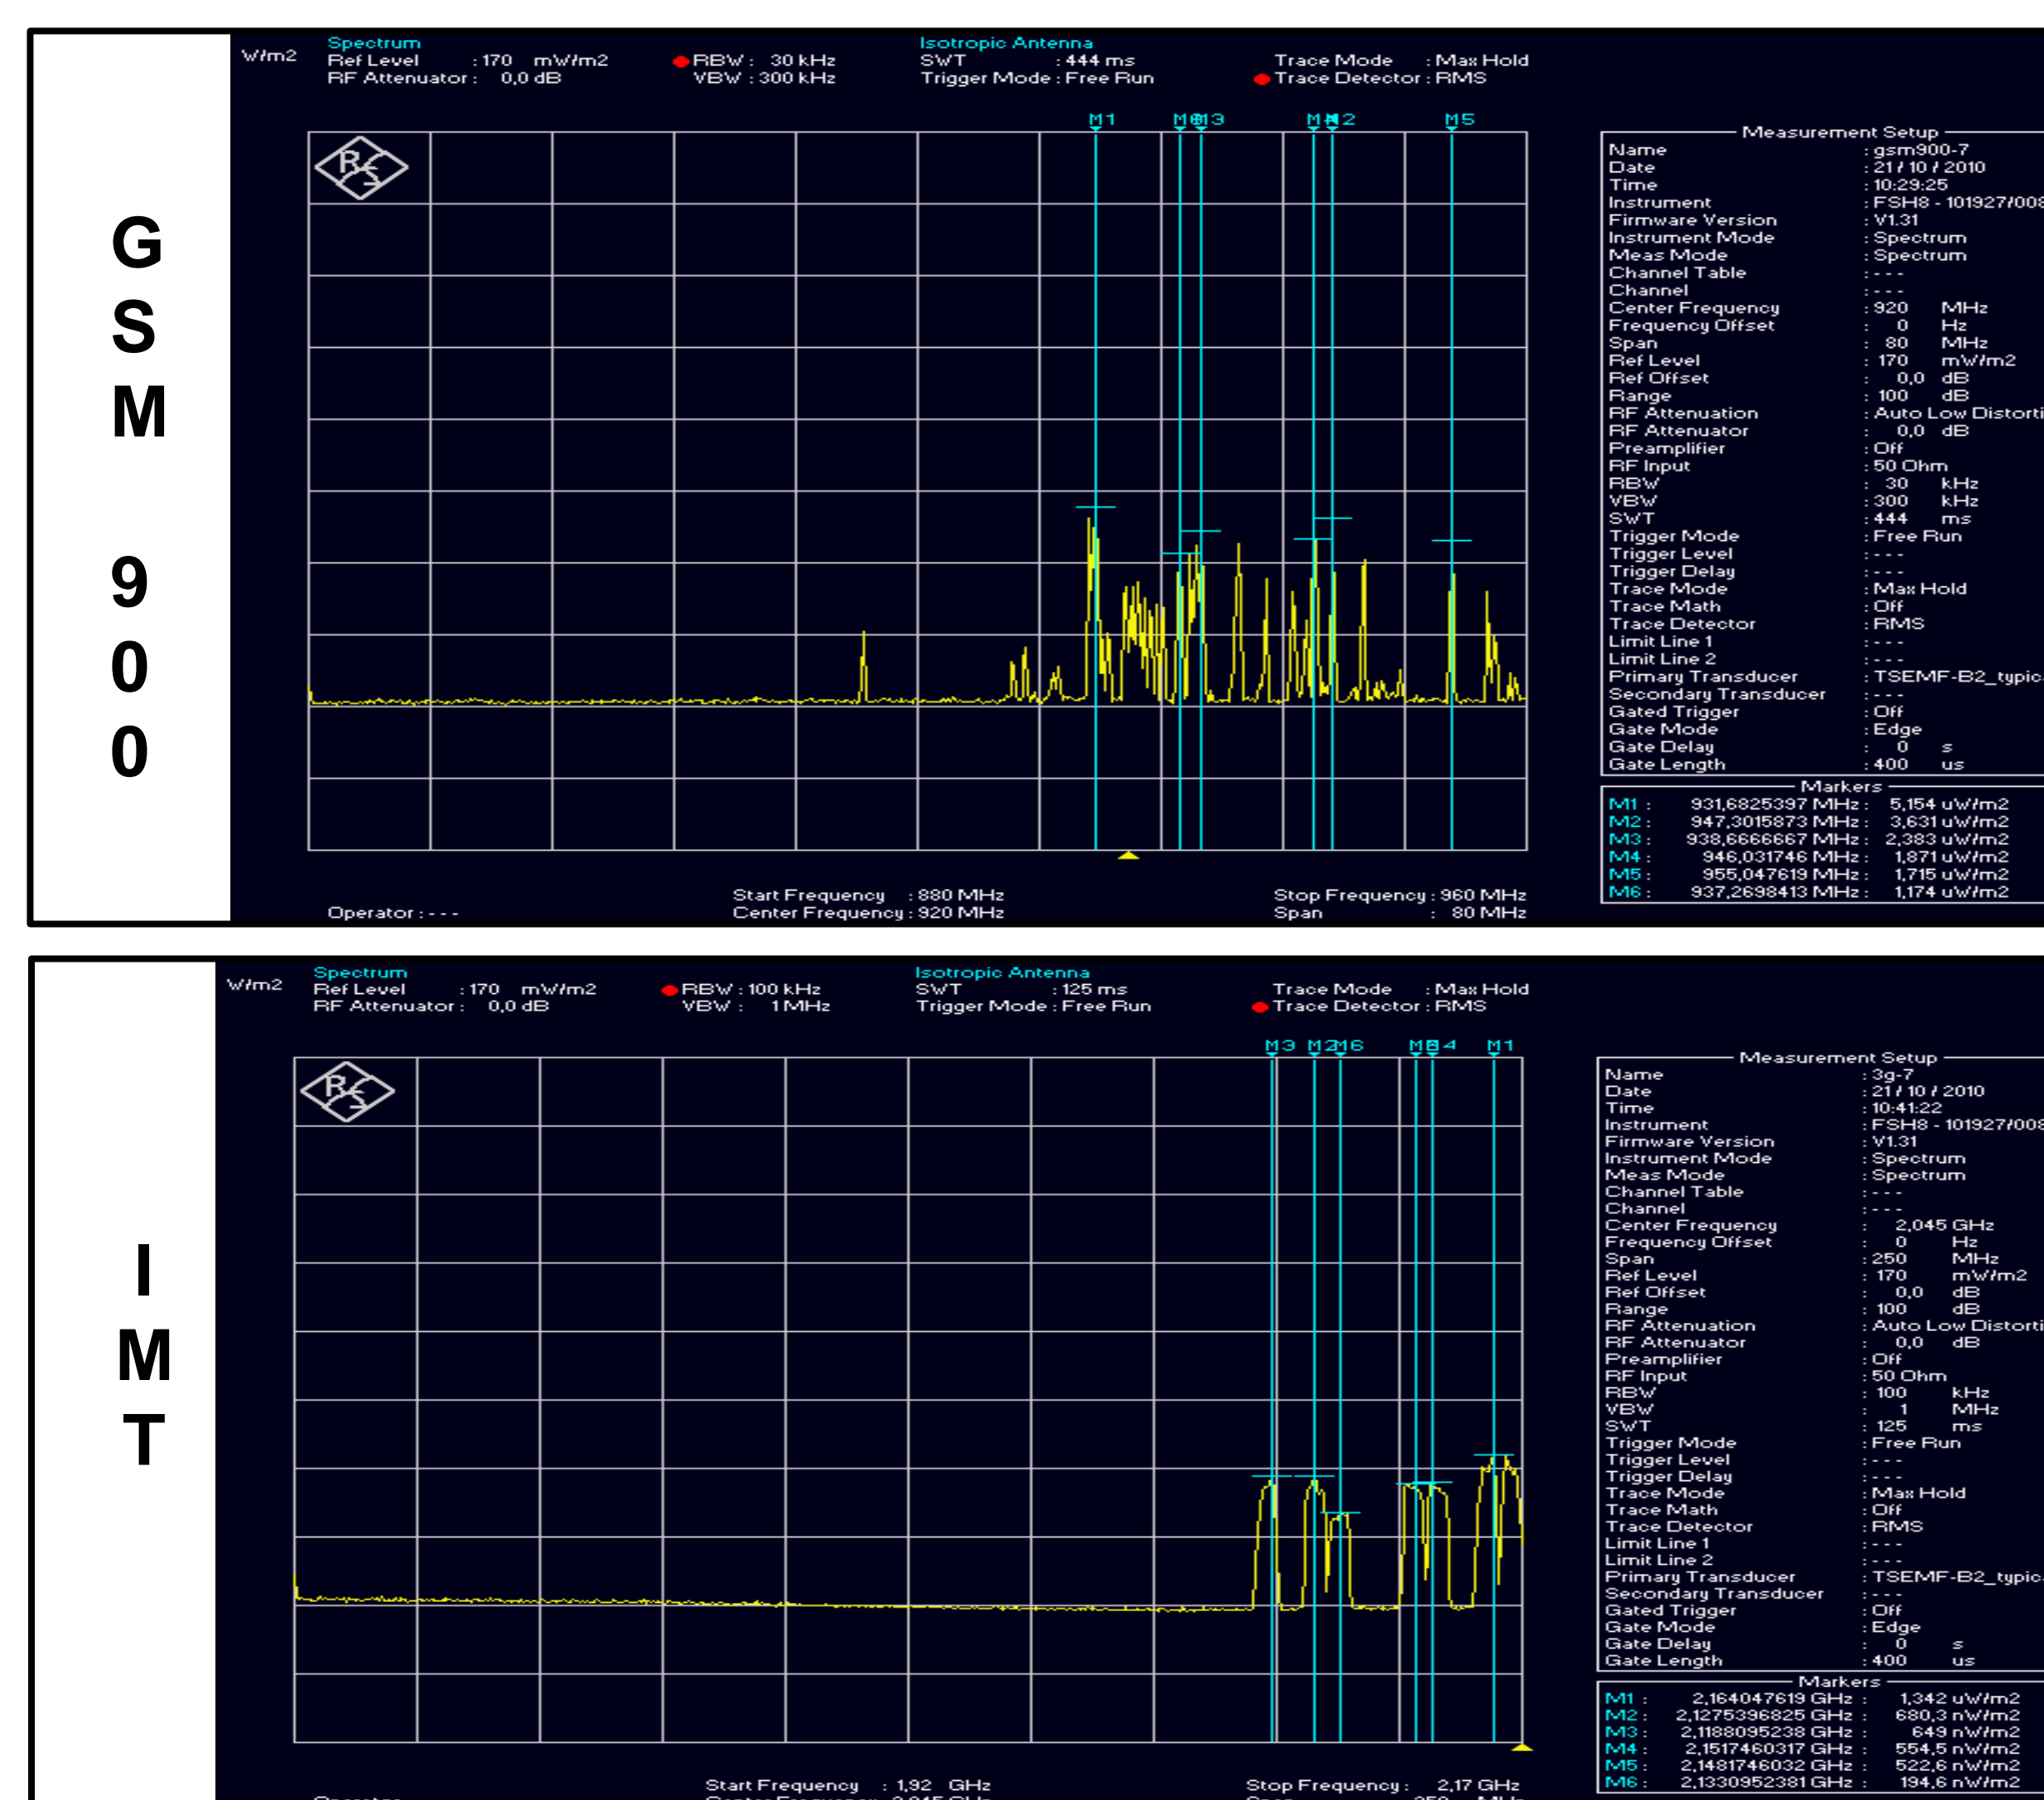 G
S
M
9
0
0
W/m2
Spectrum
Ref Level : 170 mW/m2
RF Attenuator : 0,0 dB
RBW : 30 kHz
VBW : 300 kHz
Isotropic Antenna
SWT : 444 ms
Trigger Mode : Free Run
Trace Mode : Max Hold
Trace Detector : RMS
M1 M3 M2 M5
Start Frequency : 880 MHz
Stop Frequency : 960 MHz
Operator : - - -
Center Frequency : 920 MHz
Span : 80 MHz
Measurement Setup
Name : gsm900-7
Date : 21 / 10 / 2010
Time : 10:29:25
Instrument : FSH8 - 101927/008
Firmware Version : V1.31
Instrument Mode : Spectrum
Meas Mode : Spectrum
Channel Table : - - -
Channel : - - -
Center Frequency : 920 MHz
Frequency Offset : 0 Hz
Span : 80 MHz
Ref Level : 170 mW/m2
Ref Offset : 0,0 dB
Range : 100 dB
RF Attenuation : Auto Low Distorti
RF Attenuator : 0,0 dB
Preamplifier : Off
RF Input : 50 Ohm
RBW : 30 kHz
VBW : 300 kHz
SWT : 444 ms
Trigger Mode : Free Run
Trigger Level : - - -
Trigger Delay : - - -
Trace Mode : Max Hold
Trace Math : Off
Trace Detector : RMS
Limit Line 1 : - - -
Limit Line 2 : - - -
Primary Transducer : TSEMF-B2_typic
Secondary Transducer : - - -
Gated Trigger : Off
Gate Mode : Edge
Gate Delay : 0 s
Gate Length : 400 us
Markers
M1 : 931,6825397 MHz : 5,154 uW/m2
M2 : 947,3015873 MHz : 3,631 uW/m2
M3 : 938,6666667 MHz : 2,383 uW/m2
M4 : 946,031746 MHz : 1,871 uW/m2
M5 : 955,047619 MHz : 1,715 uW/m2
M6 : 937,2698413 MHz : 1,174 uW/m2
I
M
T
W/m2
Spectrum
Ref Level : 170 mW/m2
RF Attenuator : 0,0 dB
RBW : 100 kHz
VBW : 1 MHz
Isotropic Antenna
SWT : 125 ms
Trigger Mode : Free Run
Trace Mode : Max Hold
Trace Detector : RMS
M3 M2 M6 M4 M1
Start Frequency : 1,92 GHz
Stop Frequency : 2,17 GHz
Measurement Setup
Name : 3g-7
Date : 21 / 10 / 2010
Time : 10:41:22
Instrument : FSH8 - 101927/008
Firmware Version : V1.31
Instrument Mode : Spectrum
Meas Mode : Spectrum
Channel Table : - - -
Channel : - - -
Center Frequency : 2,045 GHz
Frequency Offset : 0 Hz
Span : 250 MHz
Ref Level : 170 mW/m2
Ref Offset : 0,0 dB
Range : 100 dB
RF Attenuation : Auto Low Distorti
RF Attenuator : 0,0 dB
Preamplifier : Off
RF Input : 50 Ohm
RBW : 100 kHz
VBW : 1 MHz
SWT : 125 ms
Trigger Mode : Free Run
Trigger Level : - - -
Trigger Delay : - - -
Trace Mode : Max Hold
Trace Math : Off
Trace Detector : RMS
Limit Line 1 : - - -
Limit Line 2 : - - -
Primary Transducer : TSEMF-B2_typic
Secondary Transducer : - - -
Gated Trigger : Off
Gate Mode : Edge
Gate Delay : 0 s
Gate Length : 400 us
Markers
M1 : 2,164047619 GHz : 1,342 uW/m2
M2 : 2,1275396825 GHz : 680,3 nW/m2
M3 : 2,1188095238 GHz : 649 nW/m2
M4 : 2,1517460317 GHz : 554,5 nW/m2
M5 : 2,1481746032 GHz : 522,6 nW/m2
M6 : 2,1330952381 GHz : 194,6 nW/m2